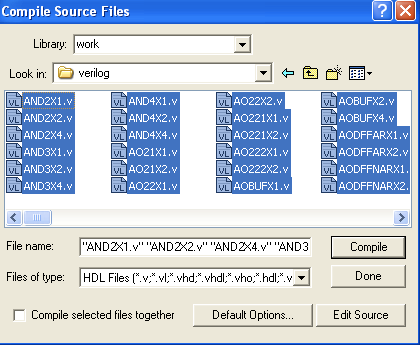 Compile Source Files
Library: work
Look in: verilog
AND2X1.v AND4X1.v AO22X2.v AOBUFX2.v
AND2X2.v AND4X2.v AO221X1.v AOBUFX4.v
AND2X4.v AND4X4.v AO221X2.v AODFFARX1.
AND3X1.v AO21X1.v AO222X1.v AODFFARX2.
AND3X2.v AO21X2.v AO222X2.v AODFFNARX1
AND3X4.v AO22X1.v AOBUFX1.v AODFFNARX2
File name: "AND2X1.v" "AND2X2.v" "AND2X4.v" "AND3 Compile
Files of type: HDL Files (*.v;*.vl;*.vhd;*.vhdl;*.vho;*.hdl;*.v Done
Compile selected files together Default Options... Edit Source